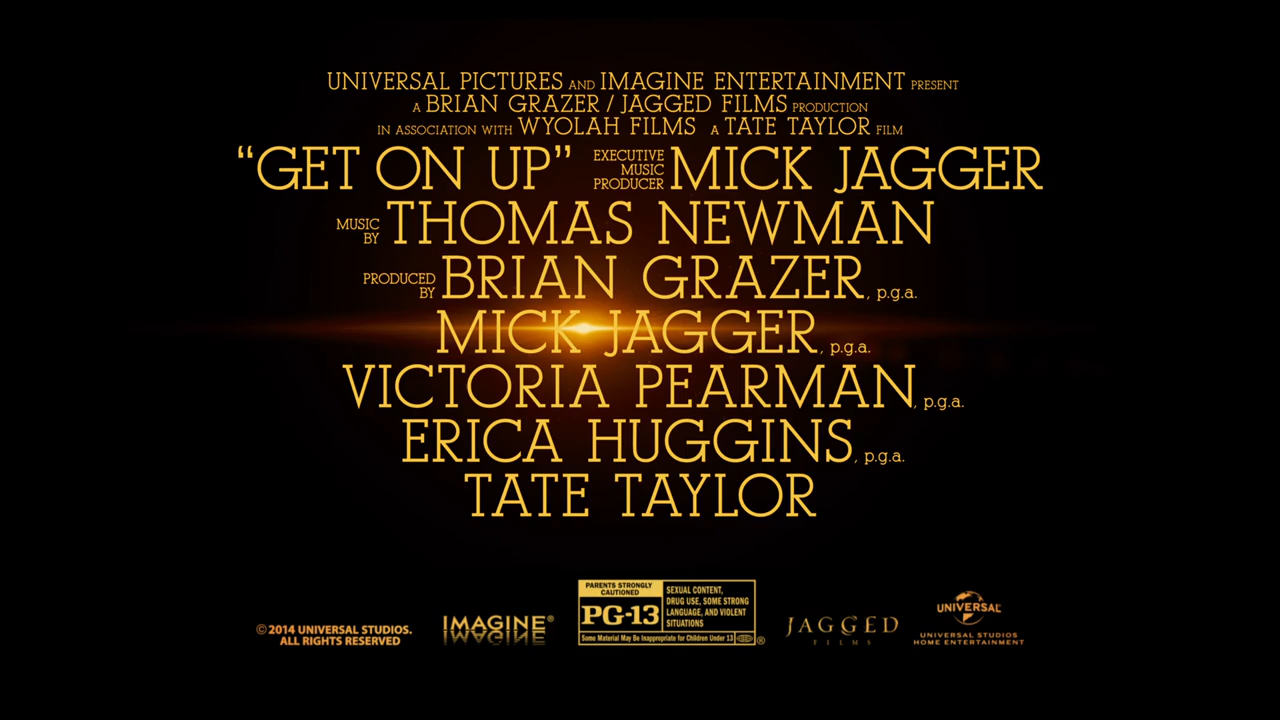 UNIVERSAL PICTURES AND IMAGINE ENTERTAINMENT PRESENT
A BRIAN GRAZER / JAGGED FILMS PRODUCTION
IN ASSOCIATION WITH WYOLAH FILMS A TATE TAYLOR FILM
“GET ON UP” EXECUTIVE MUSIC PRODUCER MICK JAGGER
MUSIC BY THOMAS NEWMAN
PRODUCED BY BRIAN GRAZER, p.g.a.
MICK JAGGER, p.g.a.
VICTORIA PEARMAN, p.g.a.
ERICA HUGGINS, p.g.a.
TATE TAYLOR
©2014 UNIVERSAL STUDIOS.
ALL RIGHTS RESERVED
IMAGINE®
PARENTS STRONGLY
CAUTIONED
PG-13
SEXUAL CONTENT,
DRUG USE, SOME STRONG
LANGUAGE, AND VIOLENT
SITUATIONS
Some Material May Be Inappropriate for Children Under 13
®
JAGGED
FILMS
UNIVERSAL
UNIVERSAL STUDIOS
HOME ENTERTAINMENT